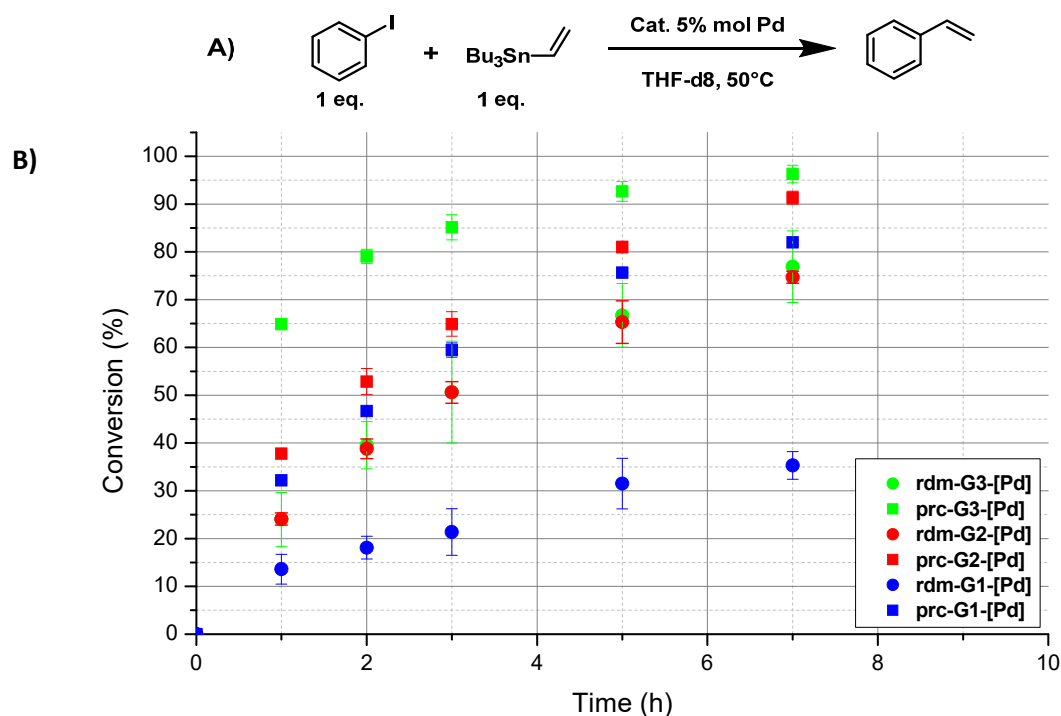 A)
I
+
Bu3Sn
Cat. 5% mol Pd
THF-d8, 50°C
1 eq.
1 eq.
B)
Conversion (%)
100
90
80
70
60
50
40
30
20
10
0
rdm-G3-[Pd]
prc-G3-[Pd]
rdm-G2-[Pd]
prc-G2-[Pd]
rdm-G1-[Pd]
prc-G1-[Pd]
0 2 4 6 8 10
Time (h)